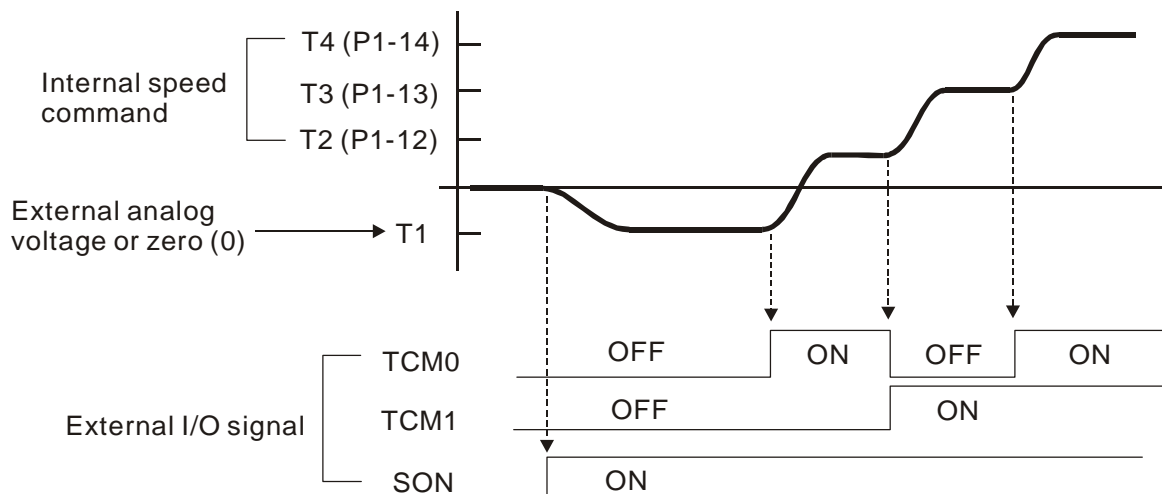 T4 (P1-14)
Internal speed
command
T3 (P1-13)
T2 (P1-12)
External analog
voltage or zero (0)
T1
TCM0
OFF
ON
OFF
ON
TCM1
OFF
ON
External I/O signal
SON
ON